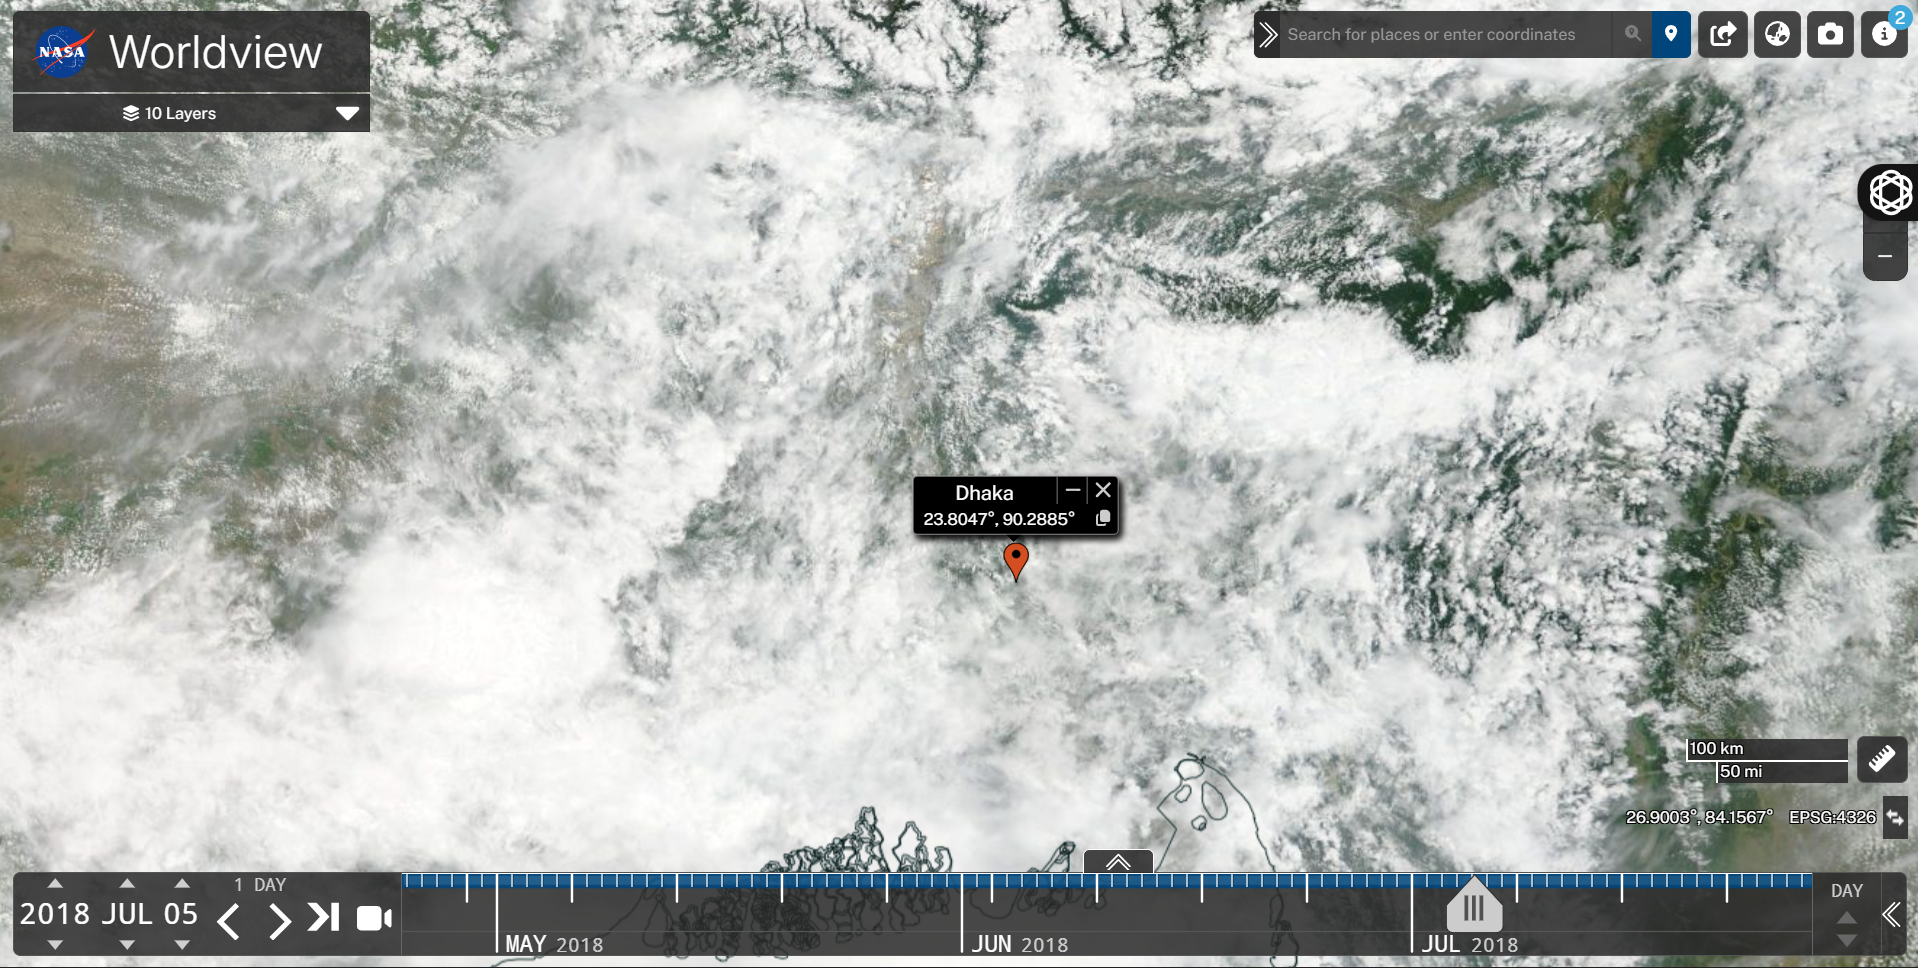 NASA
Worldview
10 Layers
Search for places or enter coordinates
2
Dhaka
23.8047°, 90.2885°
100 km
50 mi
26.9003°, 84.1567° EPSG:4326
1 DAY
2018 JUL 05
MAY 2018
JUN 2018
JUL 2018
DAY